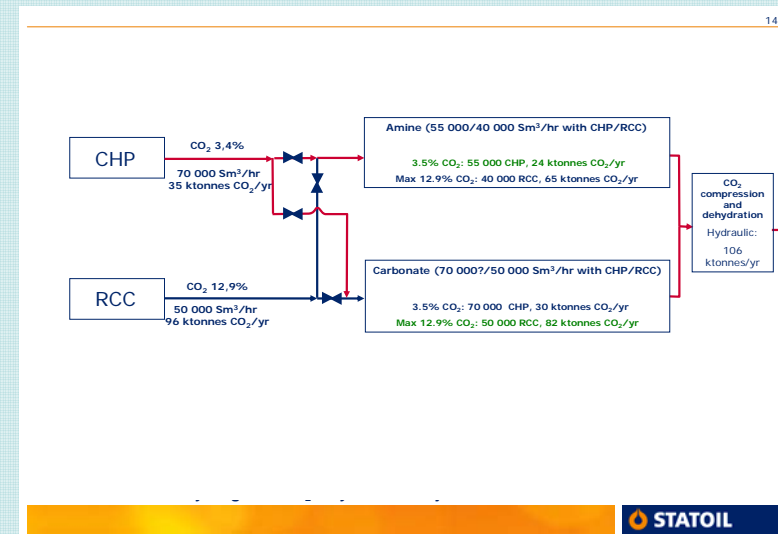 14
Amine (55 000/40 000 Sm³/hr with CHP/RCC)
3.5% CO₂: 55 000 CHP, 24 ktonnes CO₂/yr
Max 12.9% CO₂: 40 000 RCC, 65 ktonnes CO₂/yr
CHP
CO₂ 3,4%
70 000 Sm³/hr
35 ktonnes CO₂/yr
CO₂
compression
and
dehydration
Hydraulic:
106
ktonnes/yr
Carbonate (70 000?/50 000 Sm³/hr with CHP/RCC)
3.5% CO₂: 70 000 CHP, 30 ktonnes CO₂/yr
Max 12.9% CO₂: 50 000 RCC, 82 ktonnes CO₂/yr
RCC
CO₂ 12,9%
50 000 Sm³/hr
96 ktonnes CO₂/yr
STATOIL